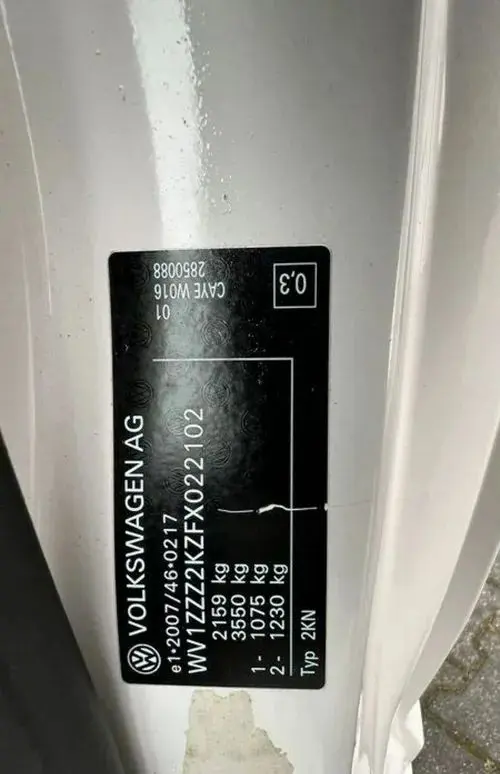 VOLKSWAGEN AG
e1*2007/46*0217
WV1ZZZ2KZFX022102
2159 kg
3550 kg
1- 1075 kg
2- 1230 kg
Typ 2KN
01
CAYE W016
2850088
0,3